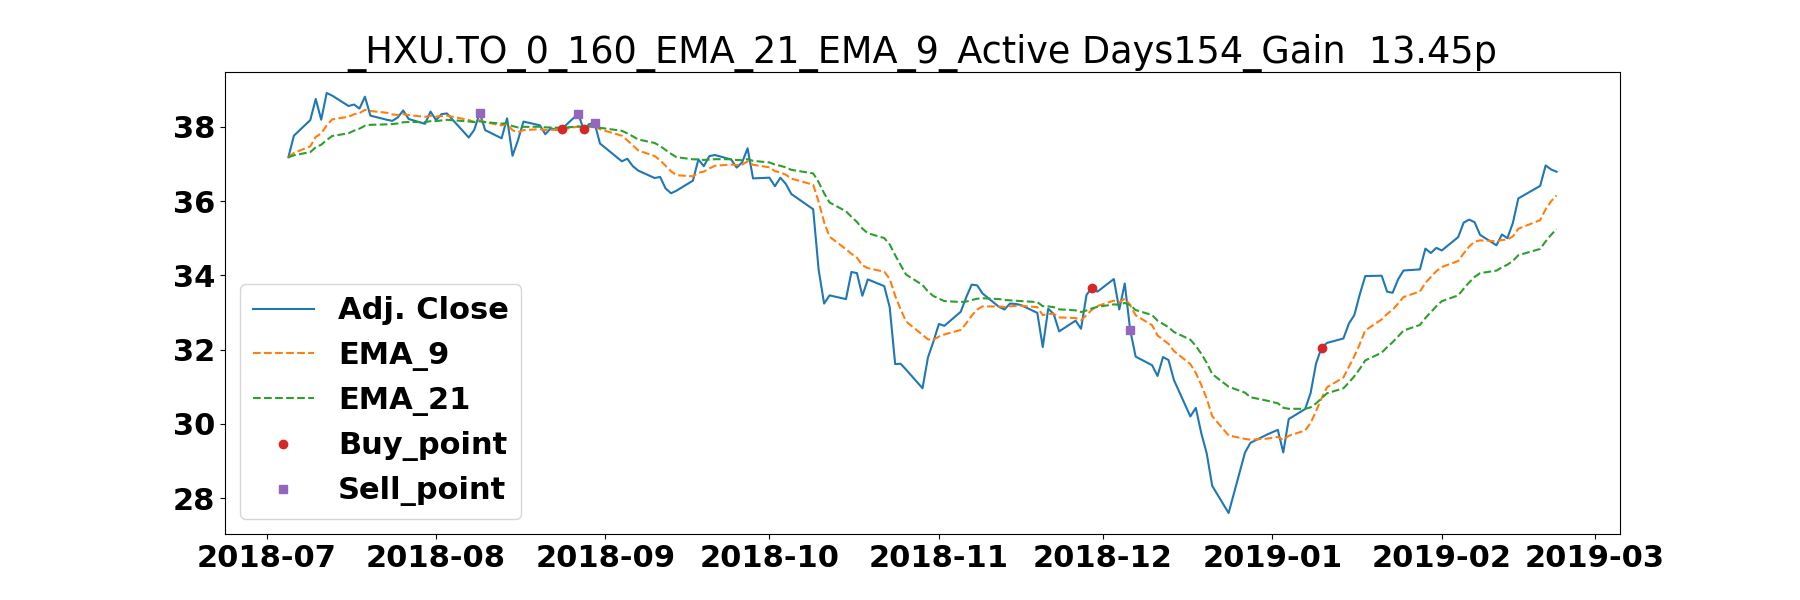 _HXU.TO_0_160_EMA_21_EMA_9_Active Days154_Gain  13.45p
38
36
34
32
30
28
Adj. Close
EMA_9
EMA_21
Buy_point
Sell_point
2018-07 2018-08 2018-09 2018-10 2018-11 2018-12 2019-01 2019-02 2019-03